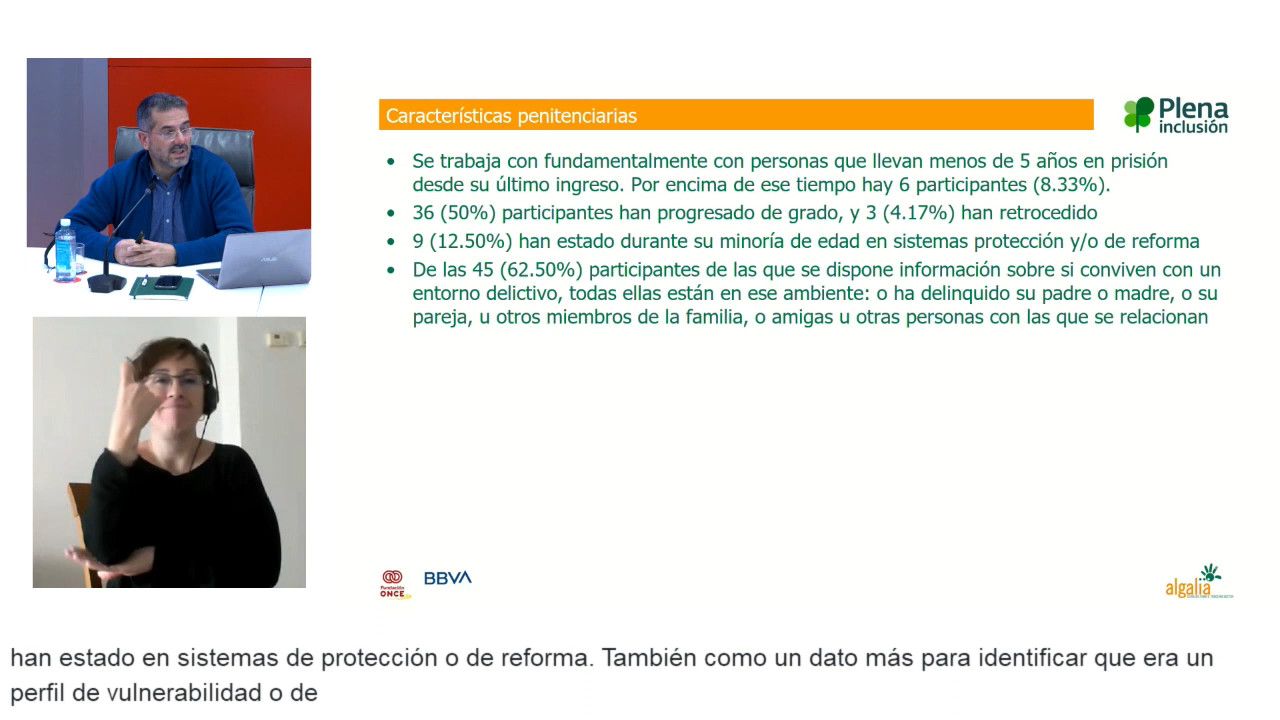 Características penitenciarias
Plena
inclusión
• Se trabaja con fundamentalmente con personas que llevan menos de 5 años en prisión
desde su último ingreso. Por encima de ese tiempo hay 6 participantes (8.33%).
• 36 (50%) participantes han progresado de grado, y 3 (4.17%) han retrocedido
• 9 (12.50%) han estado durante su minoría de edad en sistemas protección y/o de reforma
• De las 45 (62.50%) participantes de las que se dispone información sobre si conviven con un
entorno delictivo, todas ellas están en ese ambiente: o ha delinquido su padre o madre, o su
pareja, u otros miembros de la familia, o amigas u otras personas con las que se relacionan
Fundación
ONCE
BBVA
algalia
han estado en sistemas de protección o de reforma. También como un dato más para identificar que era un
perfil de vulnerabilidad o de